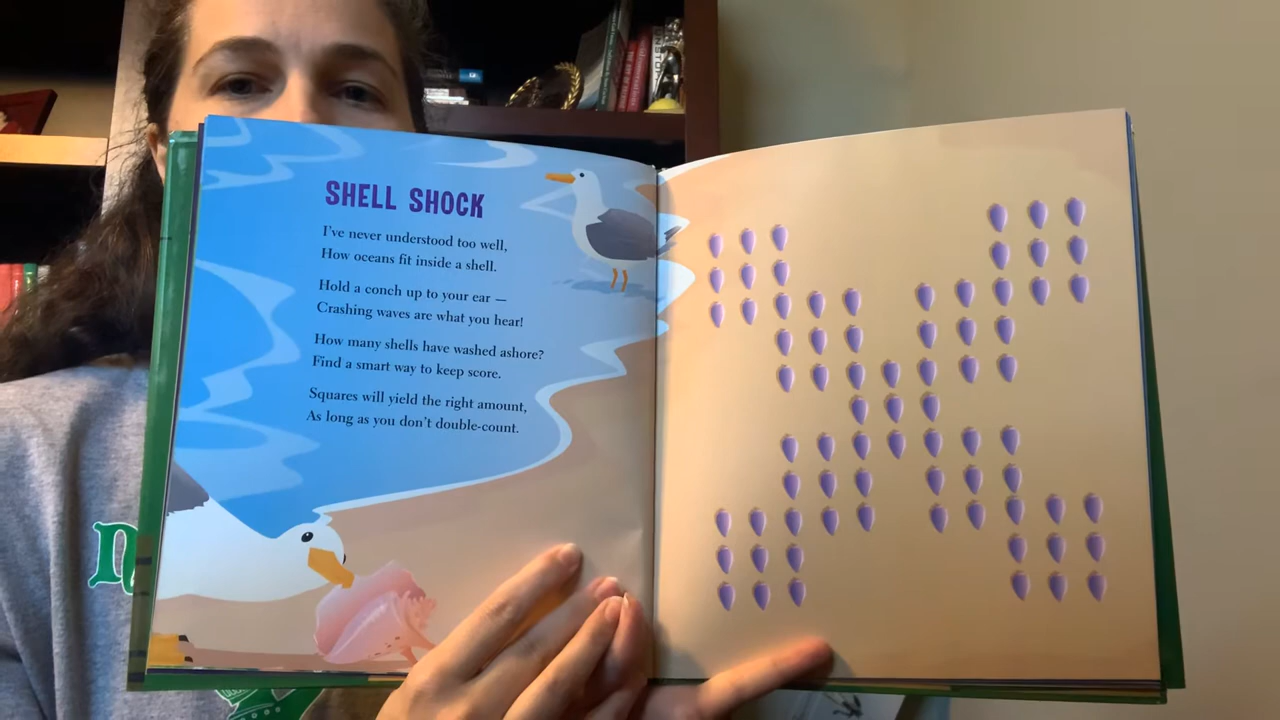 SHELL SHOCK
I've never understood too well,
How oceans fit inside a shell.
Hold a conch up to your ear —
Crashing waves are what you hear!
How many shells have washed ashore?
Find a smart way to keep score.
Squares will yield the right amount,
As long as you don't double-count.